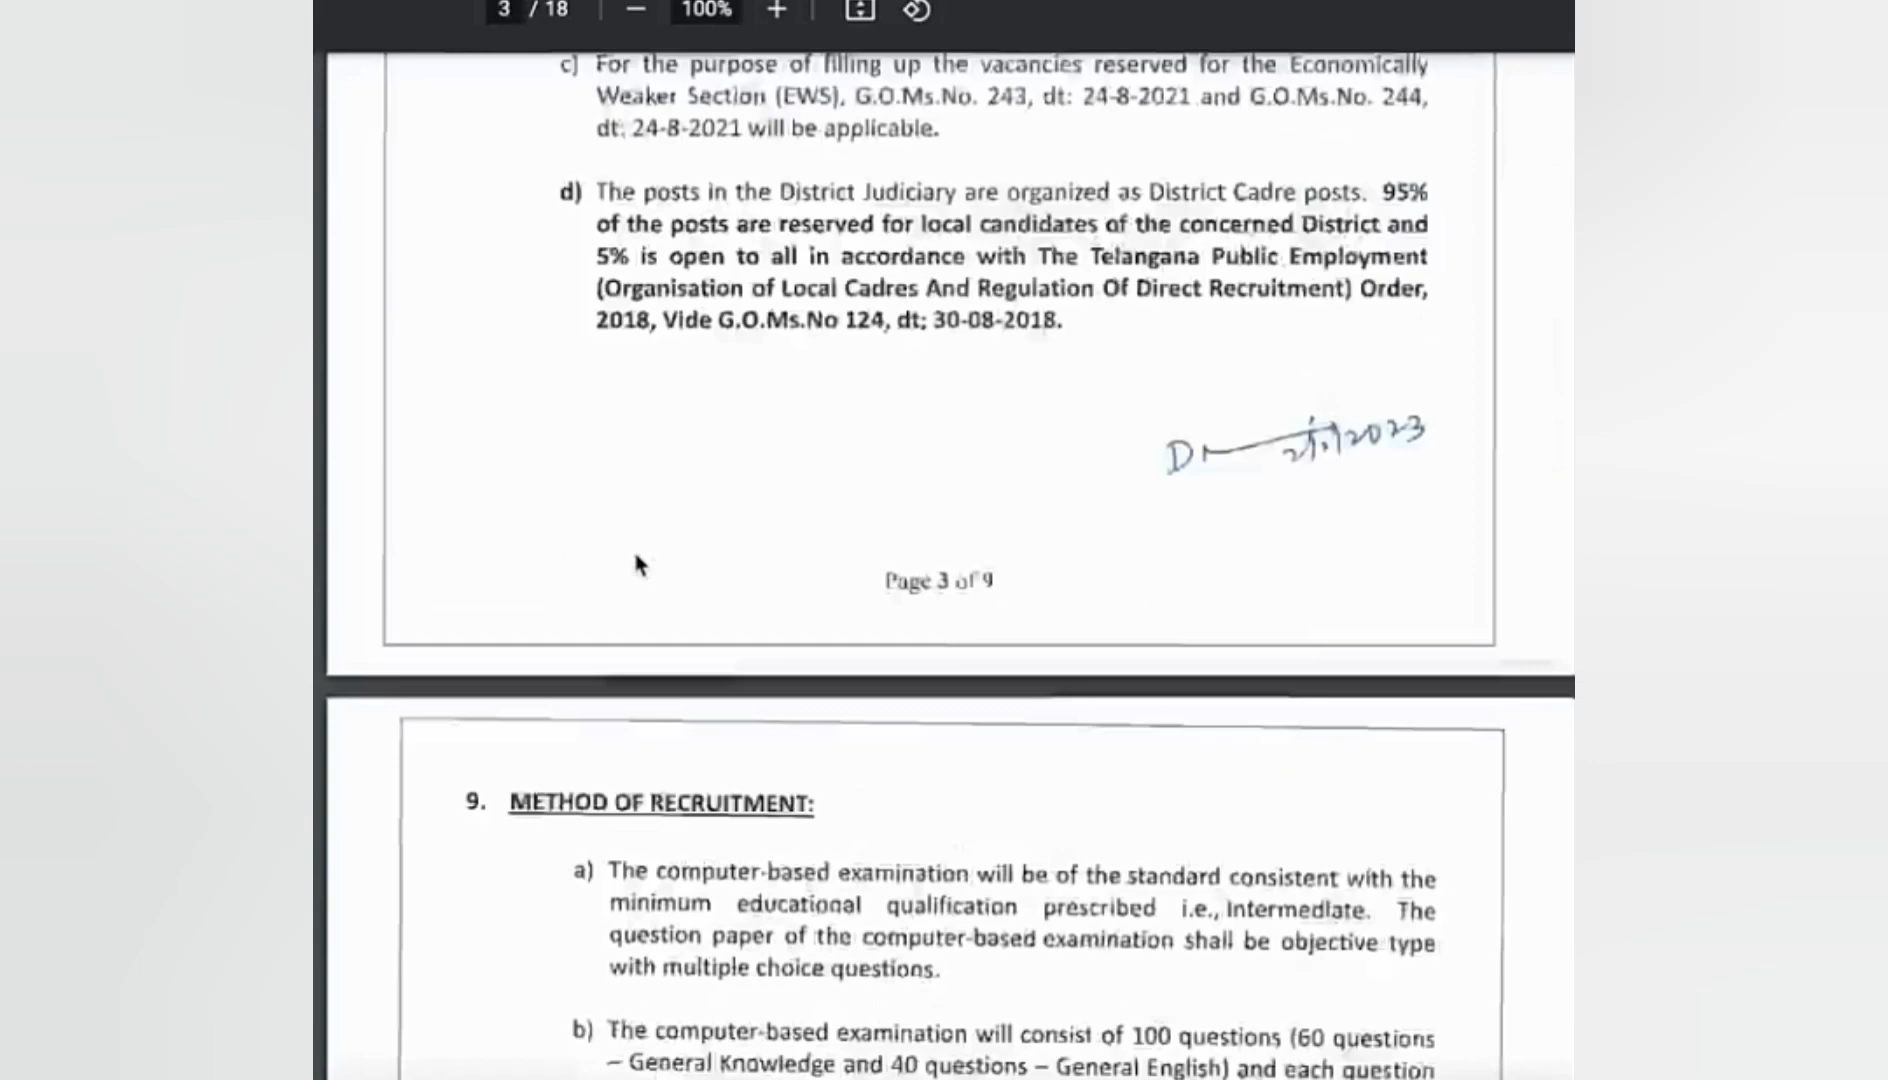 3 / 18 | — 100% + |
c) For the purpose of filling up the vacancies reserved for the Economically
Weaker Section (EWS), G.O.Ms.No. 243, dt: 24-8-2021 and G.O.Ms.No. 244,
dt: 24-8-2021 will be applicable.
d) The posts in the District Judiciary are organized as District Cadre posts. 95%
of the posts are reserved for local candidates of the concerned District and
5% is open to all in accordance with The Telangana Public Employment
(Organisation of Local Cadres And Regulation Of Direct Recruitment) Order,
2018, Vide G.O.Ms.No 124, dt; 30-08-2018.
2023
Page 3 of 9
9. METHOD OF RECRUITMENT:
a) The computer-based examination will be of the standard consistent with the
minimum educational qualification prescribed i.e., Intermediate. The
question paper of the computer-based examination shall be objective type
with multiple choice questions.
b) The computer-based examination will consist of 100 questions (60 questions
– General Knowledge and 40 questions – General English) and each question